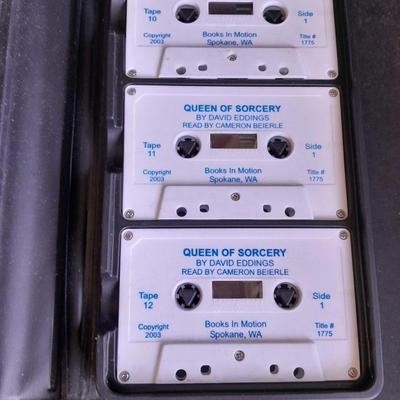 Tape Side
10 1
Copyright Books In Motion Title #
2003 Spokane, WA 1775
QUEEN OF SORCERY
BY DAVID EDDINGS
READ BY CAMERON BEIERLE
Tape Side
11 1
Copyright Books In Motion Title #
2003 Spokane, WA 1775
QUEEN OF SORCERY
BY DAVID EDDINGS
READ BY CAMERON BEIERLE
Tape Side
12 1
Copyright Books In Motion Title #
2003 Spokane, WA 1775